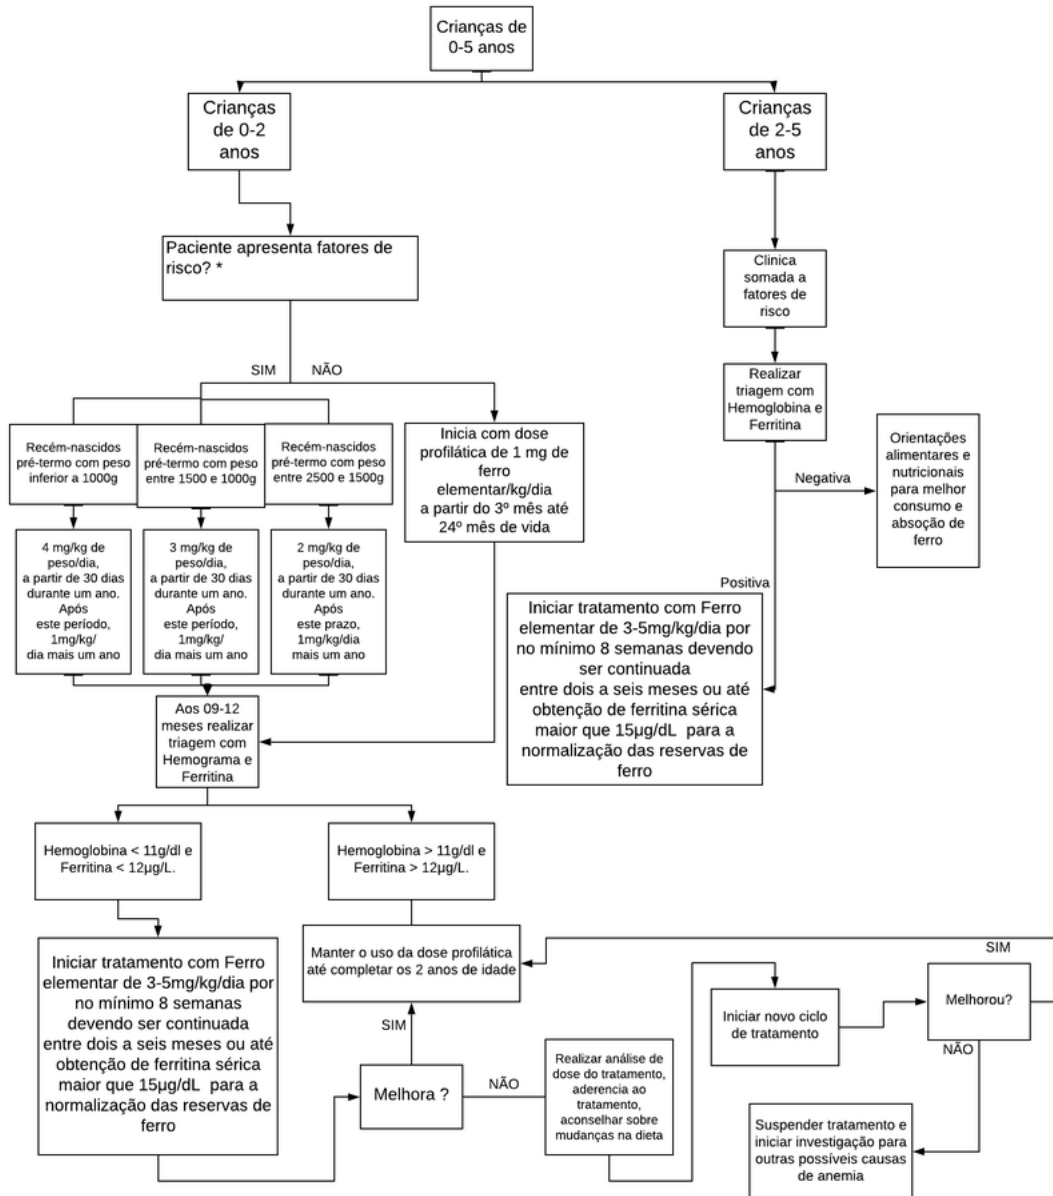 Crianças de
0-5 anos
Crianças
de 0-2
anos
Crianças
de 2-5
anos
Paciente apresenta fatores de
risco? *
Clinica
somada a
fatores de
risco
SIM
NÃO
Realizar
triagem com
Hemoglobina e
Ferritina
Recém-nascidos
pré-termo com peso
inferior a 1000g
Recém-nascidos
pré-termo com peso
entre 1500 e 1000g
Recém-nascidos
pré-termo com peso
entre 2500 e 1500g
Inicia com dose
profilática de 1 mg de
ferro
elementar/kg/dia
a partir do 3º mês até
24º mês de vida
Negativa
Orientações
alimentares e
nutricionais
para melhor
consumo e
absoção de
ferro
4 mg/kg de
peso/dia,
a partir de 30 dias
durante um ano.
Após
este período,
1mg/kg/
dia mais um ano
3 mg/kg de
peso/dia,
a partir de 30 dias
durante um ano.
Após
este período,
1mg/kg/
dia mais um ano
2 mg/kg de
peso/dia,
a partir de 30 dias
durante um ano.
Após
este prazo,
1mg/kg/dia
mais um ano
Positiva
Iniciar tratamento com Ferro
elementar de 3-5mg/kg/dia por
no mínimo 8 semanas devendo
ser continuada
entre dois a seis meses ou até
obtenção de ferritina sérica
maior que 15µg/dL para a
normalização das reservas de
ferro
Aos 09-12
meses realizar
triagem com
Hemograma e
Ferritina
Hemoglobina < 11g/dl e
Ferritina < 12µg/L.
Hemoglobina > 11g/dl e
Ferritina > 12µg/L.
Iniciar tratamento com Ferro
elementar de 3-5mg/kg/dia por
no mínimo 8 semanas
devendo ser continuada
entre dois a seis meses ou até
obtenção de ferritina sérica
maior que 15µg/dL para a
normalização das reservas de
ferro
Manter o uso da dose profilática
até completar os 2 anos de idade
SIM
Melhora ?
NÃO
Realizar análise de
dose do tratamento,
aderencia ao
tratamento,
aconselhar sobre
mudanças na dieta
Iniciar novo ciclo
de tratamento
Melhorou?
SIM
NÃO
Suspender tratamento e
iniciar investigação para
outras possíveis causas
de anemia